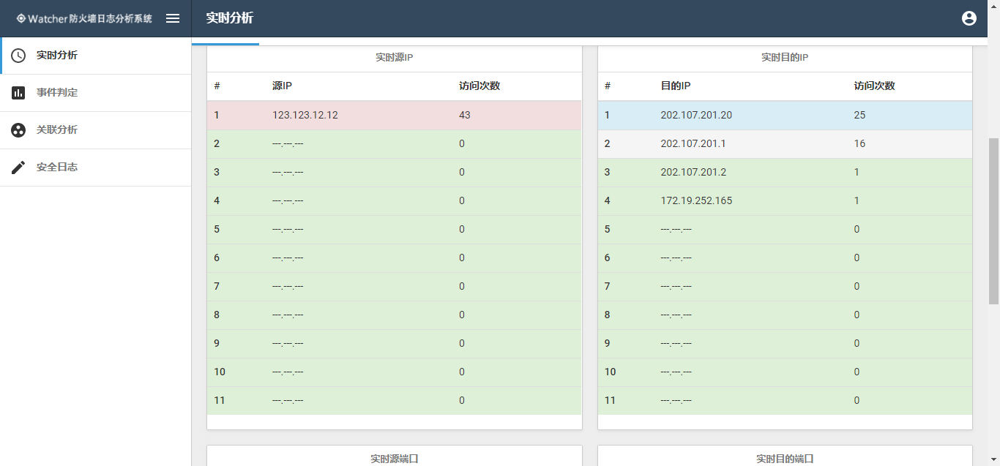 Watcher防火墙日志分析系统
实时分析
实时分析
事件判定
关联分析
安全日志
实时源IP
# 源IP 访问次数
1 123.123.12.12 43
2 ---.---.--- 0
3 ---.---.--- 0
4 ---.---.--- 0
5 ---.---.--- 0
6 ---.---.--- 0
7 ---.---.--- 0
8 ---.---.--- 0
9 ---.---.--- 0
10 ---.---.--- 0
11 ---.---.--- 0
实时目的IP
# 目的IP 访问次数
1 202.107.201.20 25
2 202.107.201.1 16
3 202.107.201.2 1
4 172.19.252.165 1
5 ---.---.--- 0
6 ---.---.--- 0
7 ---.---.--- 0
8 ---.---.--- 0
9 ---.---.--- 0
10 ---.---.--- 0
11 ---.---.--- 0
实时源端口
实时目的端口